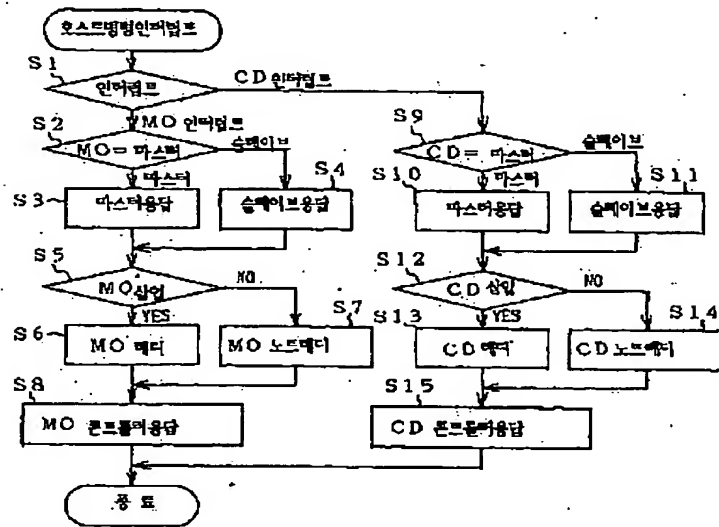 호스트명령인터럽트
S1
인터럽트
CD 인터럽트
MO 인터럽트
S2
MO= 마스터
슬레이브
마스터
S3
마스터응답
S4
슬레이브응답
S5
MO 삽입
NO
YES
S6
MO 레디
S7
MO 노트레디
S8
MO 콘트롤러응답
S9
CD= 마스터
슬레이브
마스터
S10
마스터응답
S11
슬레이브응답
S12
CD 삽입
NO
YES
S13
CD 레디
S14
CD 노트레디
S15
CD 콘트롤러응답
종료